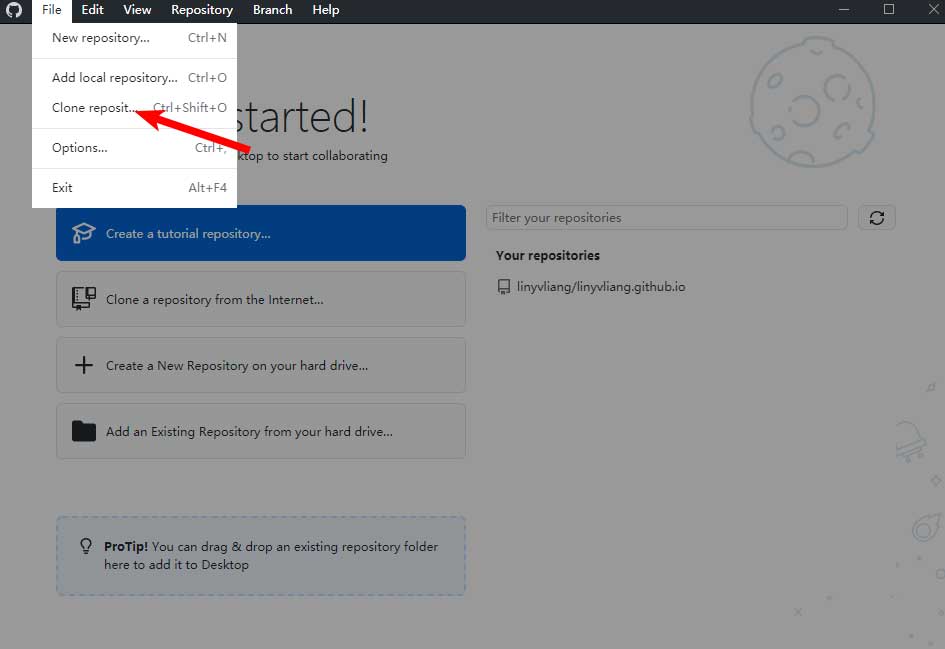 File Edit View Repository Branch Help
New repository... Ctrl+N
Add local repository... Ctrl+O
Clone reposit... Ctrl+Shift+O
Options... Ctrl+,
Exit Alt+F4
started!
ktop to start collaborating
Create a tutorial repository...
Clone a repository from the Internet...
Create a New Repository on your hard drive...
Add an Existing Repository from your hard drive...
ProTip! You can drag & drop an existing repository folder
here to add it to Desktop
Filter your repositories
Your repositories
linyvliang/linyvliang.github.io